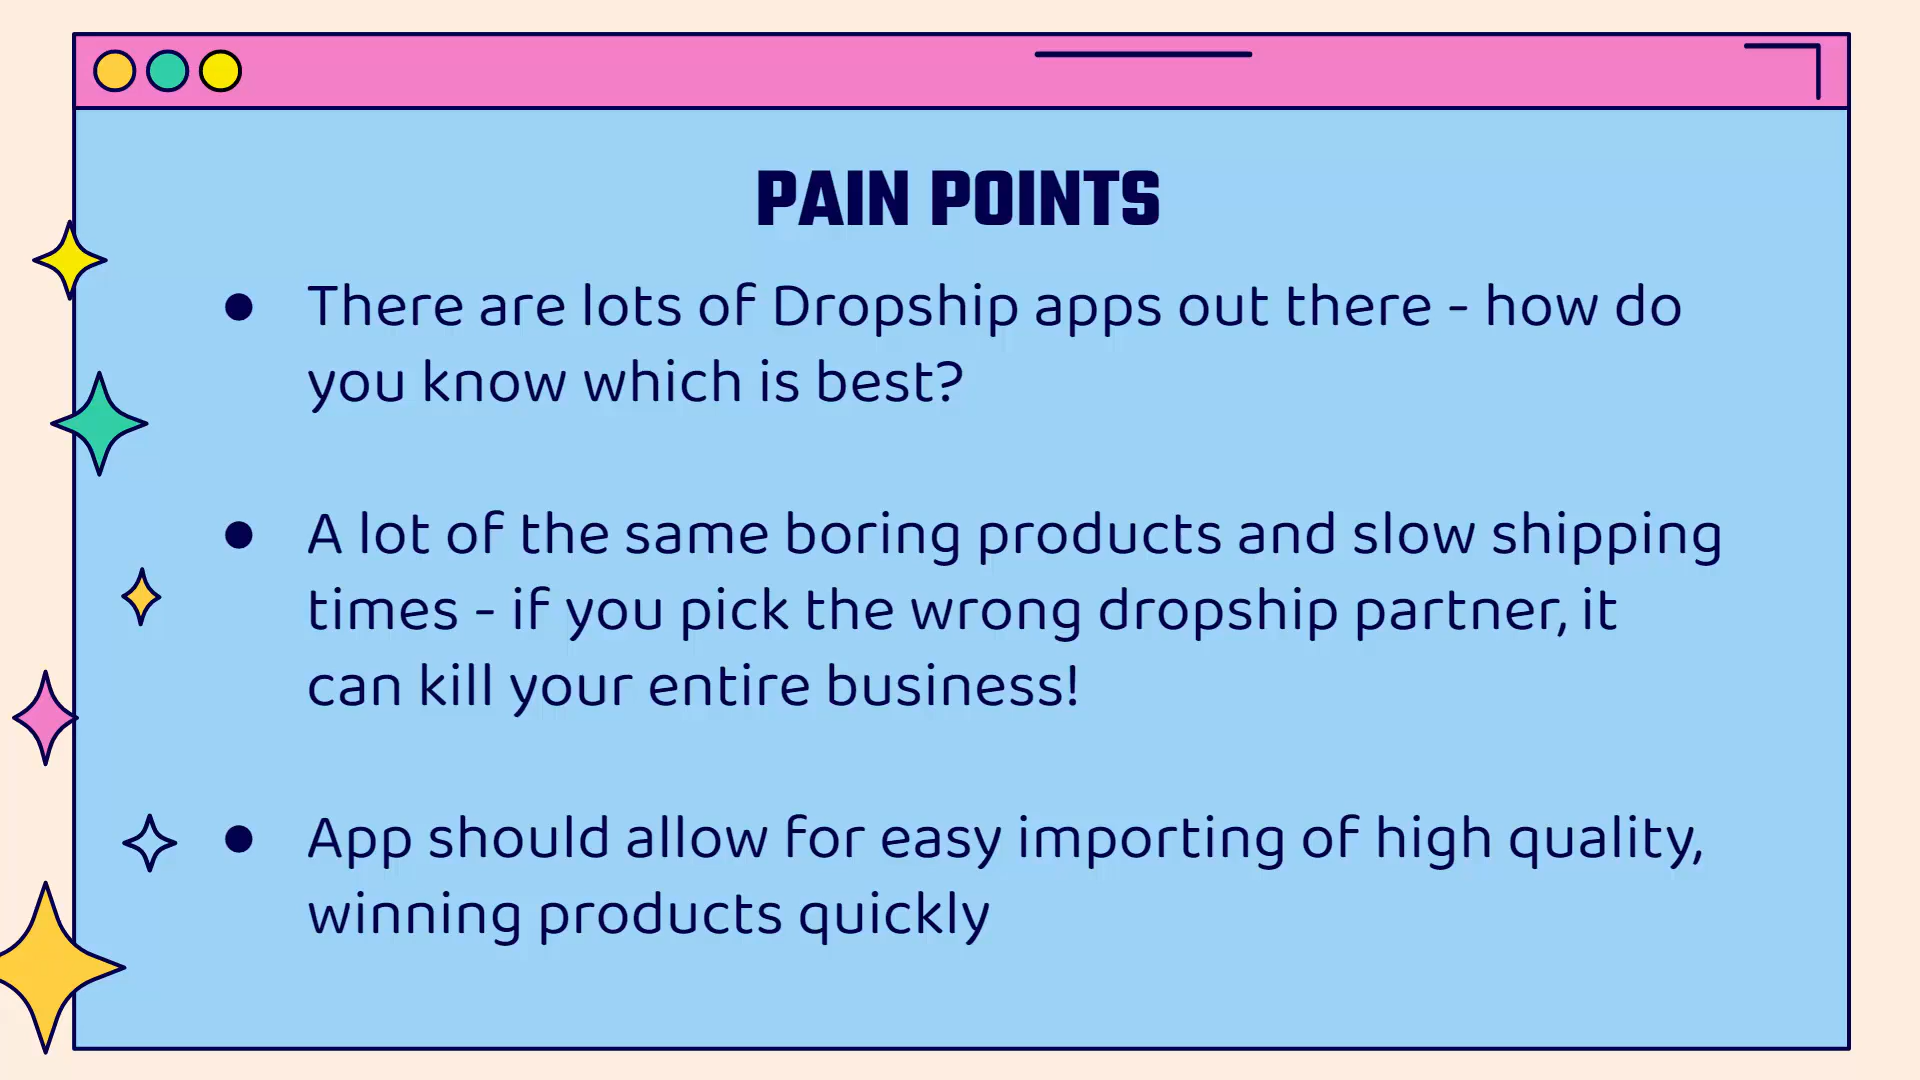 PAIN POINTS
● There are lots of Dropship apps out there - how do
you know which is best?
● A lot of the same boring products and slow shipping
times - if you pick the wrong dropship partner, it
can kill your entire business!
● App should allow for easy importing of high quality,
winning products quickly